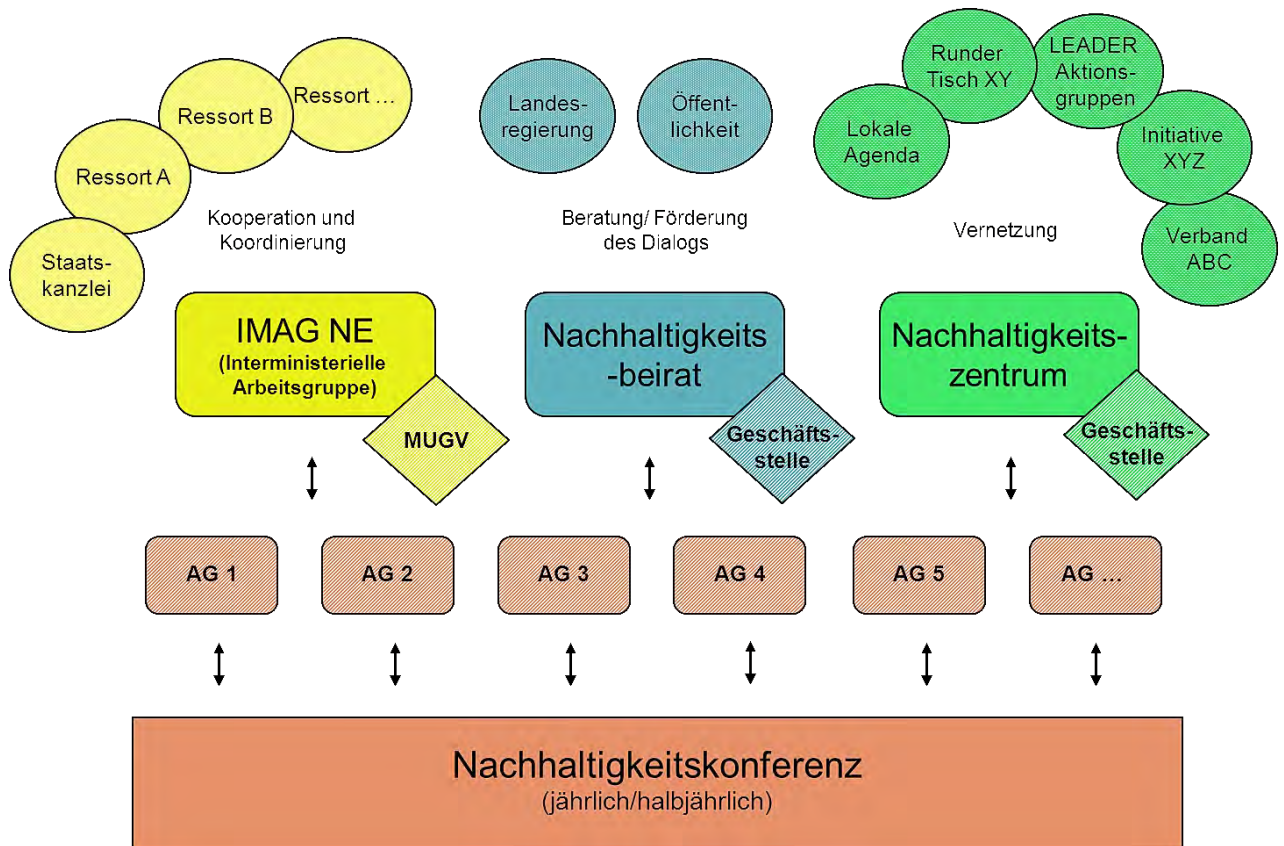 Ressort …
Ressort B
Ressort A
Staats-
kanzlei
Kooperation und
Koordinierung
IMAG NE
(Interministerielle
Arbeitsgruppe)
MUGV
Landes-
regierung
Öffent-
lichkeit
Beratung/ Förderung
des Dialogs
Nachhaltigkeits
-beirat
Geschäfts-
stelle
Lokale
Agenda
Runder
Tisch XY
LEADER
Aktions-
gruppen
Initiative
XYZ
Verband
ABC
Vernetzung
Nachhaltigkeits-
zentrum
Geschäfts-
stelle
AG 1
AG 2
AG 3
AG 4
AG 5
AG …
Nachhaltigkeitskonferenz
(jährlich/halbjährlich)